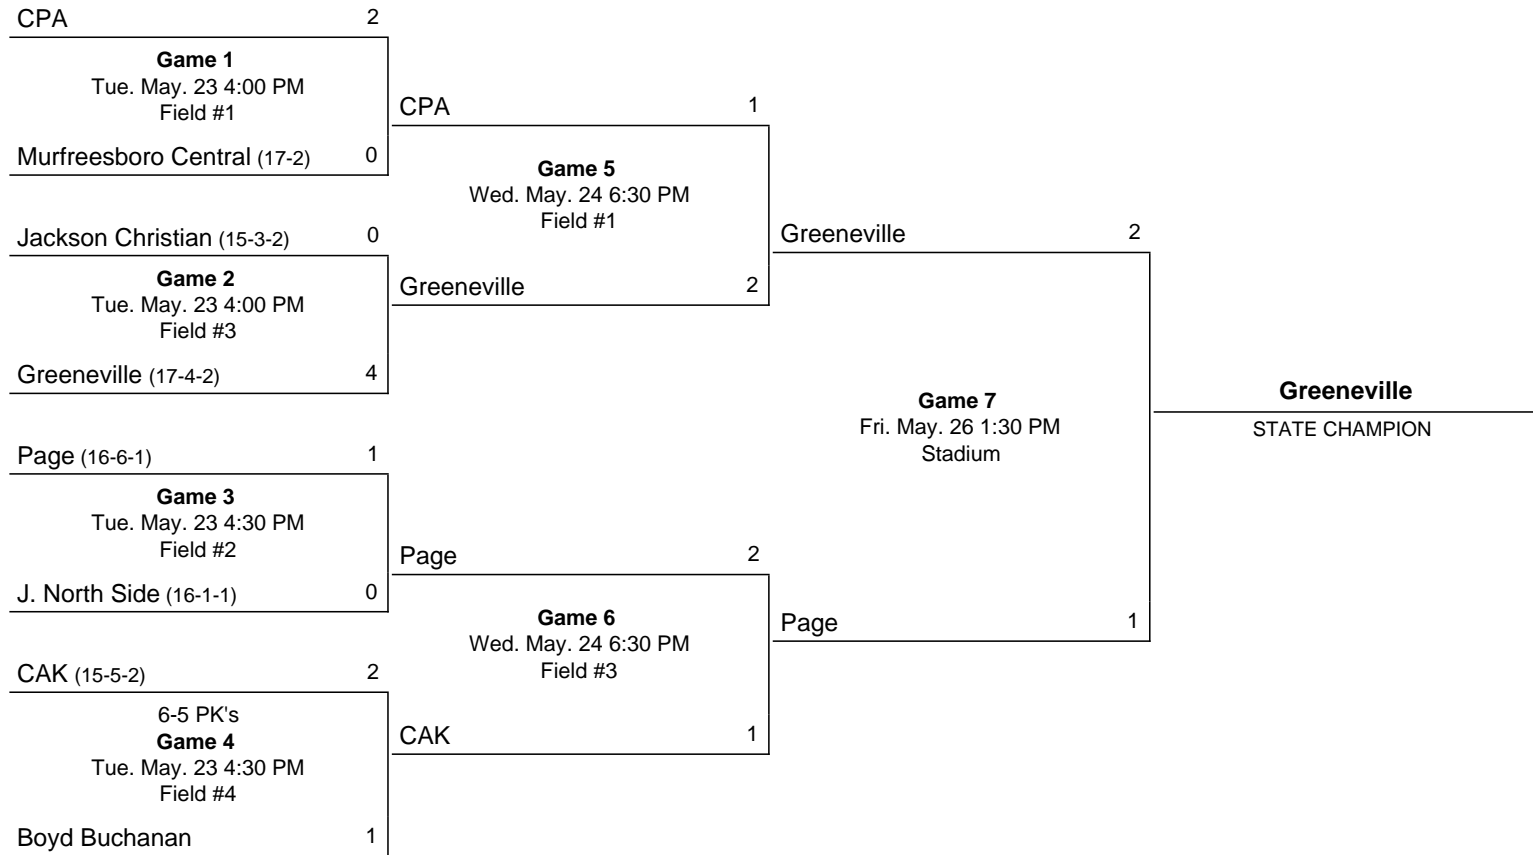 CPA 2
Game 1
Tue. May. 23 4:00 PM
Field #1
Murfreesboro Central (17-2) 0
Jackson Christian (15-3-2) 0
Game 2
Tue. May. 23 4:00 PM
Field #3
Greeneville (17-4-2) 4
Page (16-6-1) 1
Game 3
Tue. May. 23 4:30 PM
Field #2
J. North Side (16-1-1) 0
CAK (15-5-2) 2
6-5 PK's
Game 4
Tue. May. 23 4:30 PM
Field #4
Boyd Buchanan 1
CPA 1
Game 5
Wed. May. 24 6:30 PM
Field #1
Greeneville 2
Page 2
Game 6
Wed. May. 24 6:30 PM
Field #3
CAK 1
Greeneville 2
Game 7
Fri. May. 26 1:30 PM
Stadium
Page 1
Greeneville
STATE CHAMPION